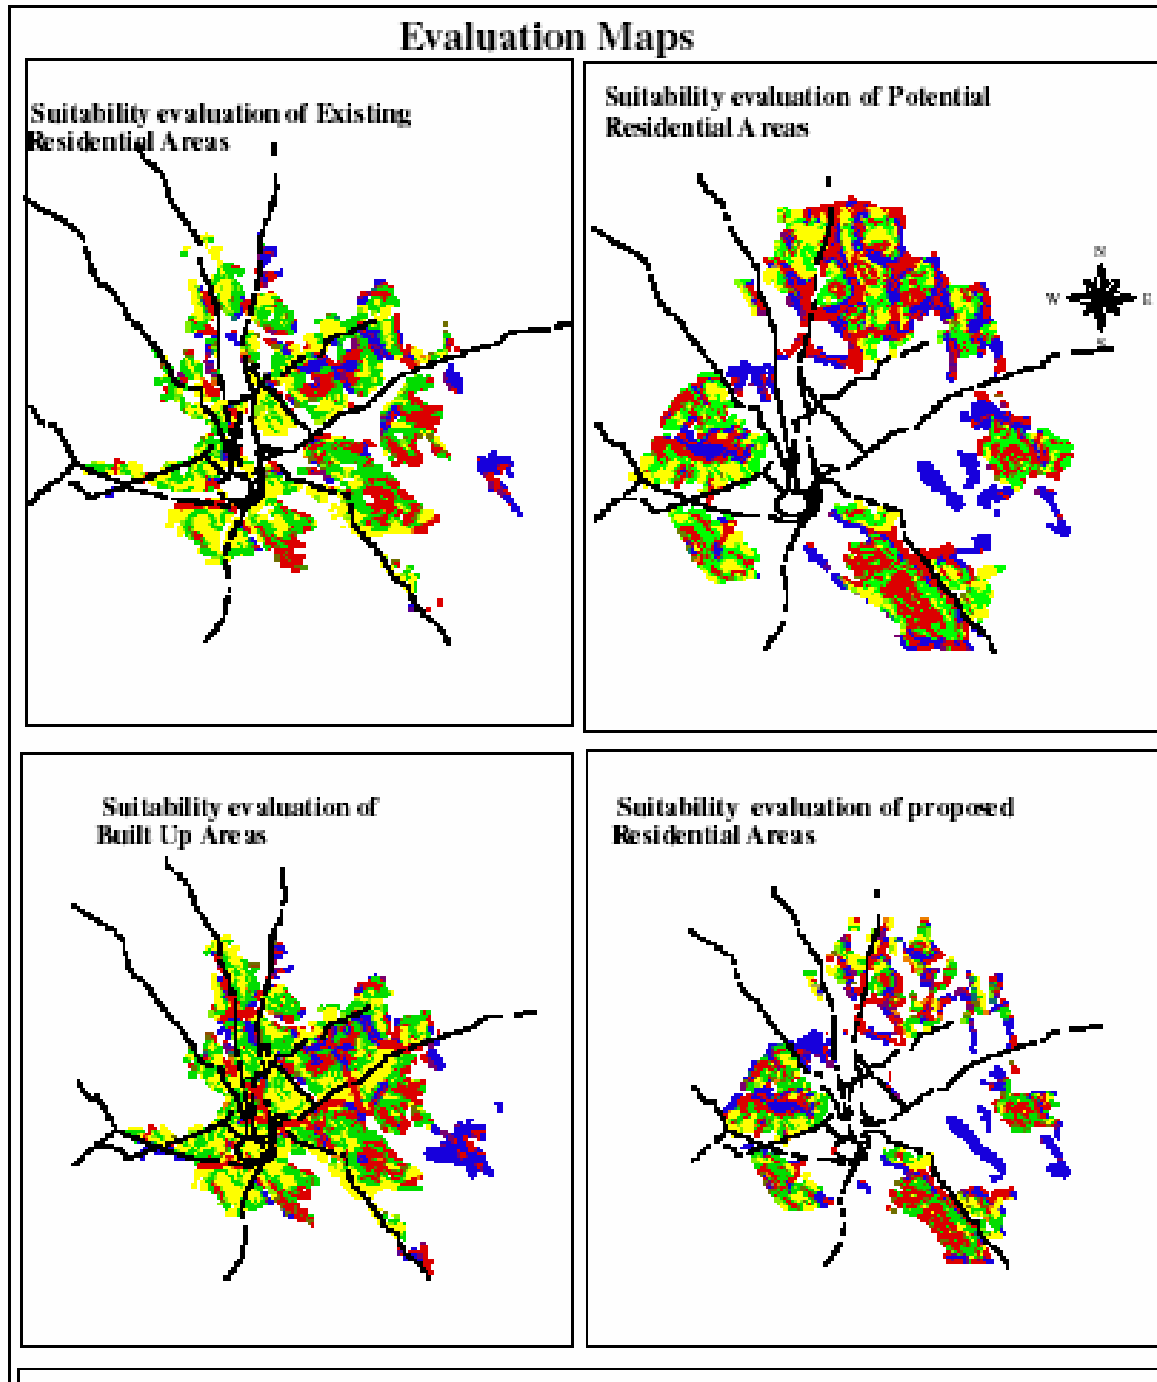 Evaluation Maps
Suitability evaluation of Existing
Residential Areas
Suitability evaluation of Potential
Residential Areas
N
W E
S
Suitability evaluation of
Built Up Areas
Suitability evaluation of proposed
Residential Areas